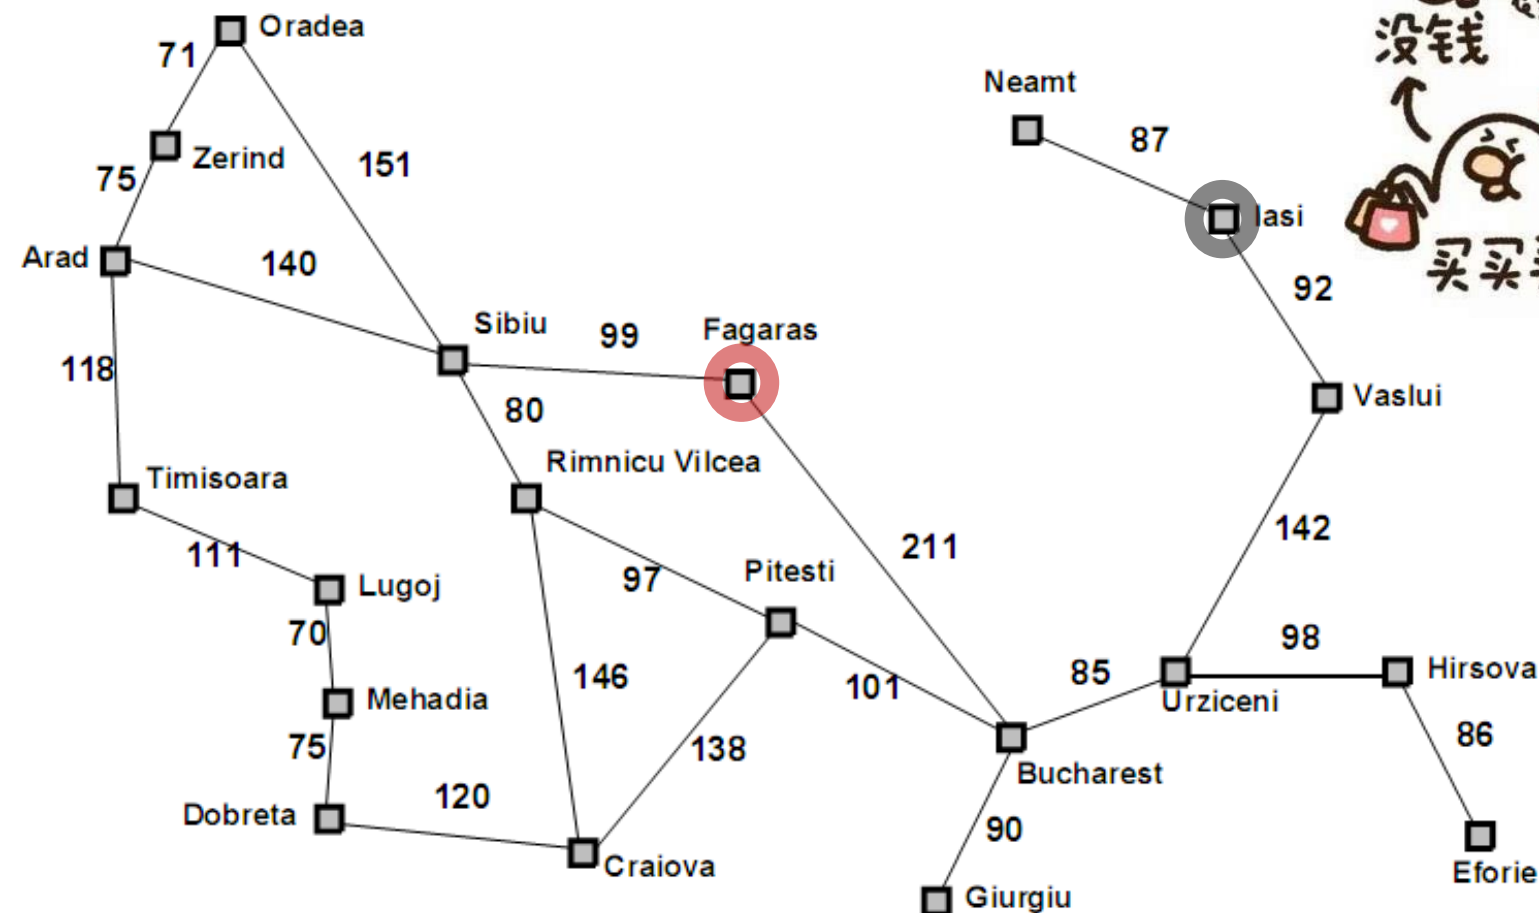 Oradea
71
没钱
Neamt
87
Zerind
151
75
Iasi
Arad
140
买买
92
Sibiu
99
Fagaras
118
80
Vaslui
Rimnicu Vilcea
Timisoara
142
211
111
Pitesti
97
Lugoj
70
98
Hirsova
85
146
101
Urziceni
Mehadia
86
75
138
Bucharest
120
Dobreta
90
Craiova
Eforie
Giurgiu